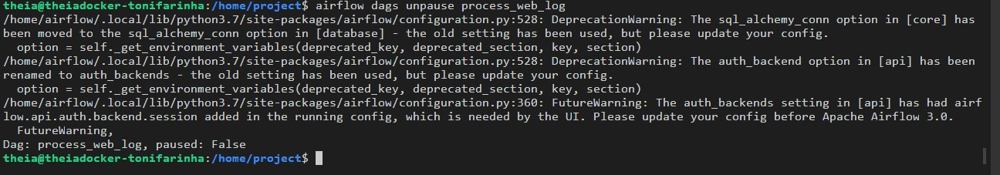 theia@theiadocker-tonifarinha:/home/project$ airflow dags unpause process_web_log
/home/airflow/.local/lib/python3.7/site-packages/airflow/configuration.py:528: DeprecationWarning: The sql_alchemy_conn option in [core] has
been moved to the sql_alchemy_conn option in [database] - the old setting has been used, but please update your config.
  option = self._get_environment_variables(deprecated_key, deprecated_section, key, section)
/home/airflow/.local/lib/python3.7/site-packages/airflow/configuration.py:528: DeprecationWarning: The auth_backend option in [api] has been
renamed to auth_backends - the old setting has been used, but please update your config.
  option = self._get_environment_variables(deprecated_key, deprecated_section, key, section)
/home/airflow/.local/lib/python3.7/site-packages/airflow/configuration.py:360: FutureWarning: The auth_backends setting in [api] has had airf
low.api.auth.backend.session added in the running config, which is needed by the UI. Please update your config before Apache Airflow 3.0.
  FutureWarning,
Dag: process_web_log, paused: False
theia@theiadocker-tonifarinha:/home/project$